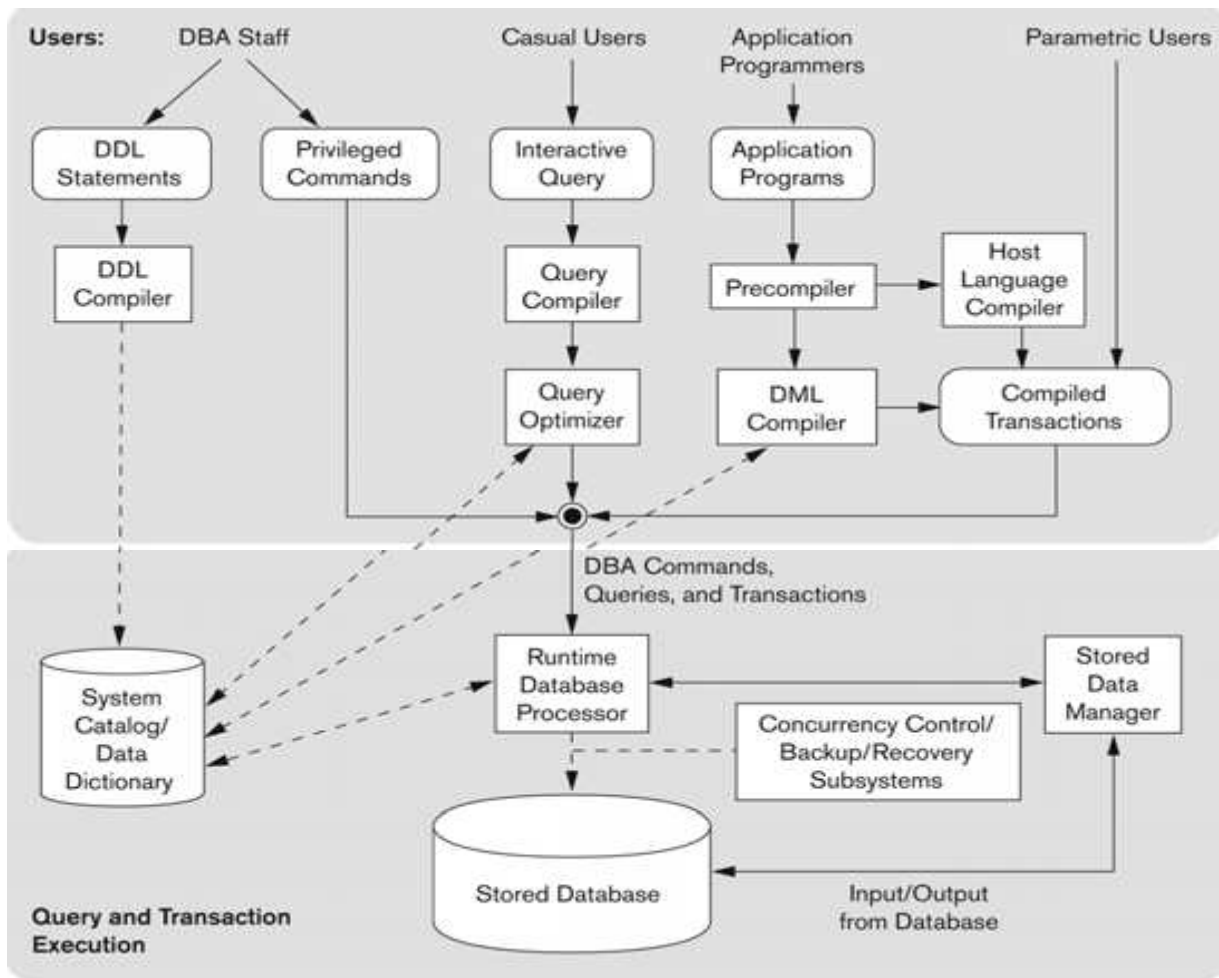 Users:
DBA Staff
Casual Users
Application
Programmers
Parametric Users
DDL
Statements
Privileged
Commands
Interactive
Query
Application
Programs
DDL
Compiler
Query
Compiler
Precompiler
Host
Language
Compiler
Query
Optimizer
DML
Compiler
Compiled
Transactions
DBA Commands,
Queries, and Transactions
System
Catalog/
Data
Dictionary
Runtime
Database
Processor
Stored
Data
Manager
Concurrency Control/
Backup/Recovery
Subsystems
Stored Database
Input/Output
from Database
Query and Transaction
Execution